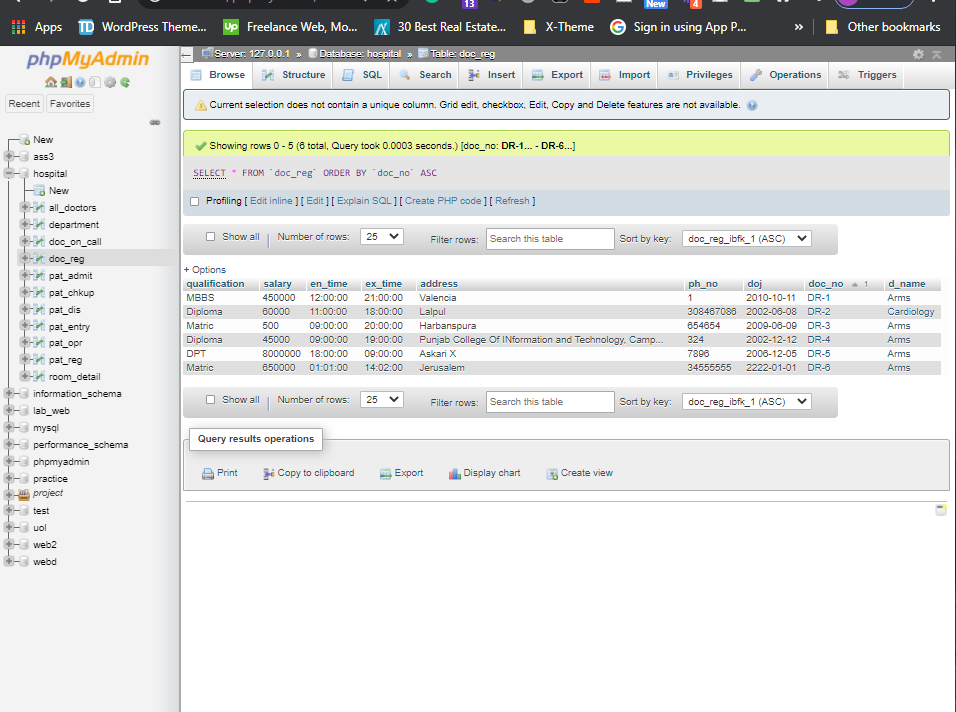 13 New 4
Apps WordPress Theme... Up Freelance Web, Mo... 30 Best Real Estate... X-Theme Sign in using App P... » Other bookmarks
phpMyAdmin
Recent Favorites
New
ass3
hospital
New
all_doctors
department
doc_on_call
doc_reg
pat_admit
pat_chkup
pat_dis
pat_entry
pat_opr
pat_reg
room_detail
information_schema
lab_web
mysql
performance_schema
phpmyadmin
practice
project
test
uol
web2
webd
Server: 127.0.0.1 » Database: hospital » Table: doc_reg
Browse Structure SQL Search Insert Export Import Privileges Operations Triggers
Current selection does not contain a unique column. Grid edit, checkbox, Edit, Copy and Delete features are not available.
Showing rows 0 - 5 (6 total, Query took 0.0003 seconds.) [doc_no: DR-1... - DR-6...]
SELECT * FROM `doc_reg` ORDER BY `doc_no` ASC
Profiling [ Edit inline ] [ Edit ] [ Explain SQL ] [ Create PHP code ] [ Refresh ]
Show all Number of rows: 25 Filter rows: Search this table Sort by key: doc_reg_ibfk_1 (ASC)
+ Options
qualification salary en_time ex_time address ph_no doj doc_no 1 d_name
MBBS 450000 12:00:00 21:00:00 Valencia 1 2010-10-11 DR-1 Arms
Diploma 60000 11:00:00 18:00:00 Lalpul 308467086 2002-06-08 DR-2 Cardiology
Matric 500 09:00:00 20:00:00 Harbanspura 654654 2009-06-09 DR-3 Arms
Diploma 45000 09:00:00 19:00:00 Punjab College Of INformation and Technology, Camp... 324 2002-12-12 DR-4 Arms
DPT 8000000 18:00:00 09:00:00 Askari X 7896 2006-12-05 DR-5 Arms
Matric 650000 01:01:00 14:02:00 Jerusalem 34555555 2222-01-01 DR-6 Arms
Show all Number of rows: 25 Filter rows: Search this table Sort by key: doc_reg_ibfk_1 (ASC)
Query results operations
Print Copy to clipboard Export Display chart Create view